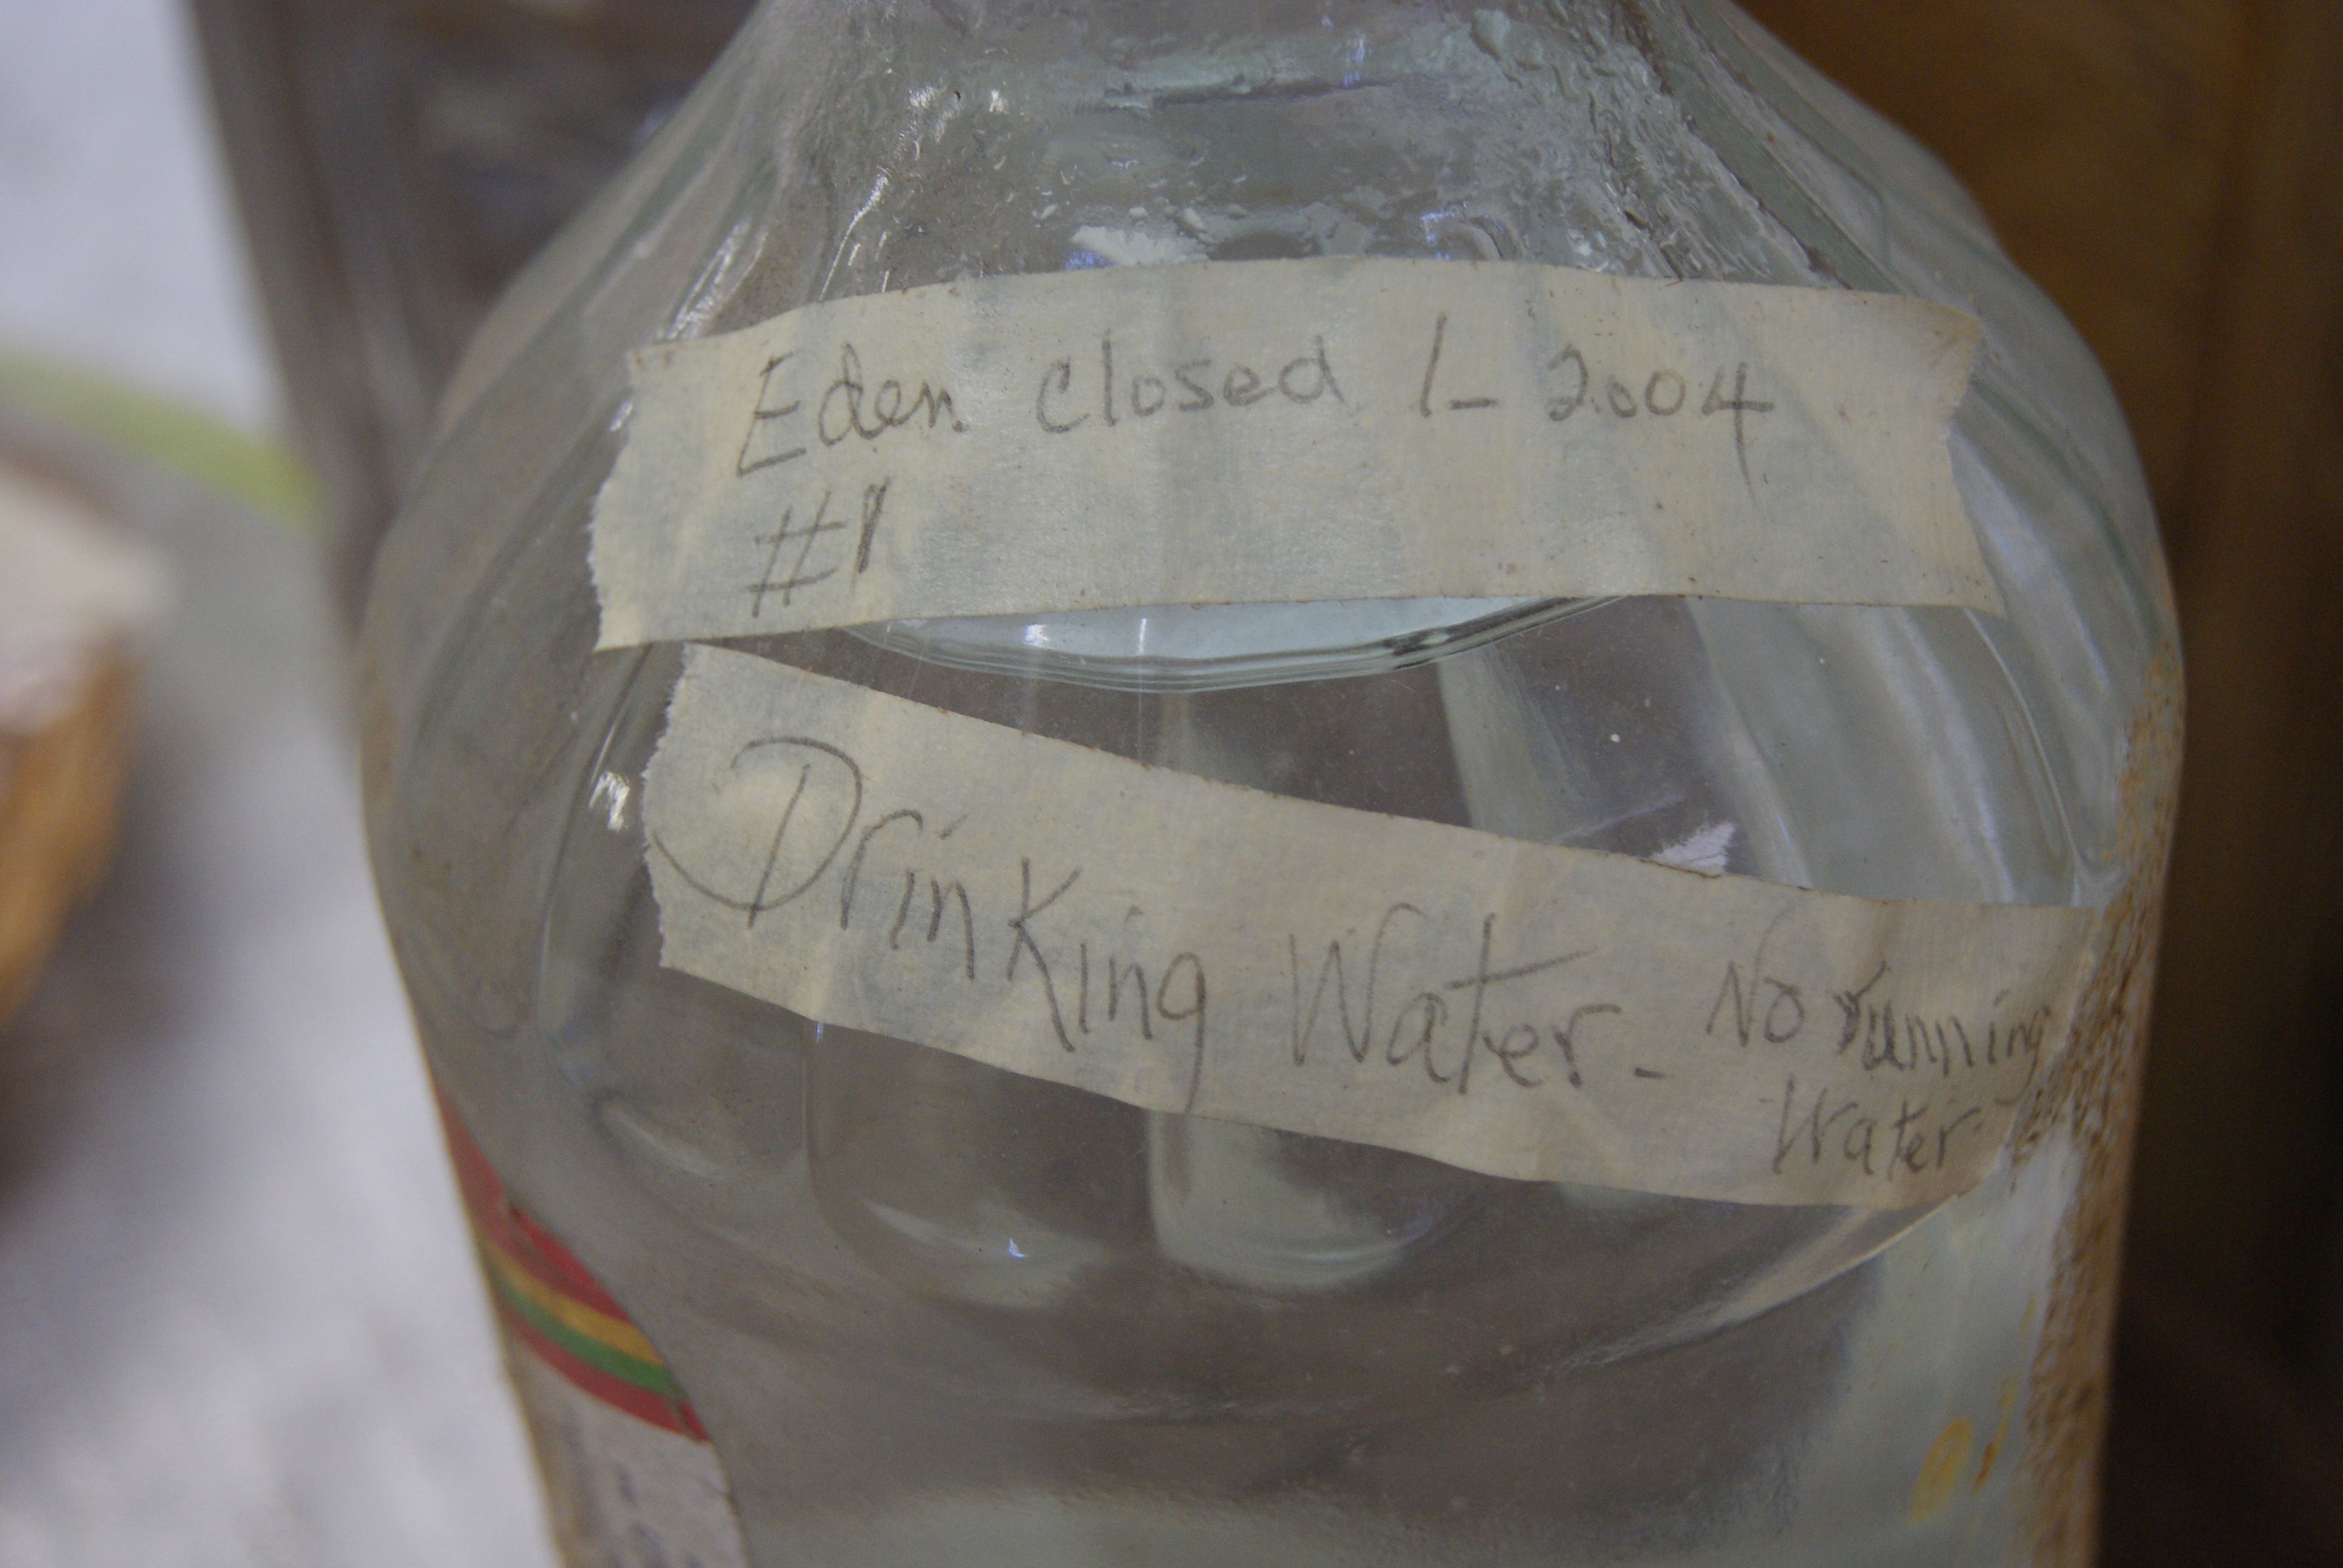 Eden closed 1-2004
#1
Drinking Water - No running
Water